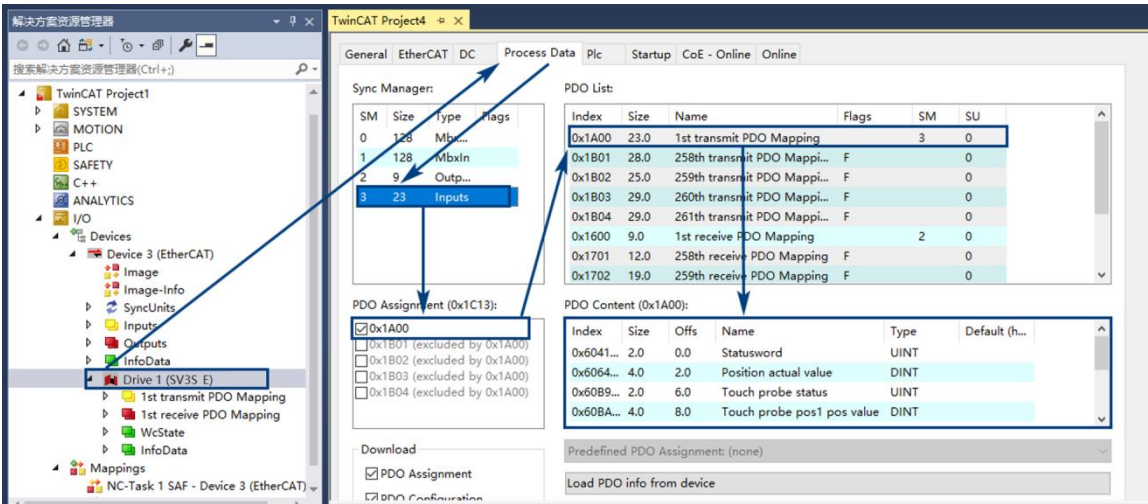 解决方案资源管理器
搜索解决方案资源管理器(Ctrl+;)
TwinCAT Project1
SYSTEM
MOTION
PLC
SAFETY
C++
ANALYTICS
I/O
Devices
Device 3 (EtherCAT)
Image
Image-Info
SyncUnits
Inputs
Outputs
InfoData
Drive 1 (SV3S_E)
1st transmit PDO Mapping
1st receive PDO Mapping
WcState
InfoData
Mappings
NC-Task 1 SAF - Device 3 (EtherCAT)
TwinCAT Project4
General EtherCAT DC Process Data Plc Startup CoE - Online Online
Sync Manager:
SM Size Type Flags
0 128 Mbx...
1 128 MbxIn
2 9 Outp...
3 23 Inputs
PDO List:
Index Size Name Flags SM SU
0x1A00 23.0 1st transmit PDO Mapping 3 0
0x1B01 28.0 258th transmit PDO Mappi... F 0
0x1B02 25.0 259th transmit PDO Mappi... F 0
0x1B03 29.0 260th transmit PDO Mappi... F 0
0x1B04 29.0 261th transmit PDO Mappi... F 0
0x1600 9.0 1st receive PDO Mapping 2 0
0x1701 12.0 258th receive PDO Mapping F 0
0x1702 19.0 259th receive PDO Mapping F 0
PDO Assignment (0x1C13):
0x1A00
0x1B01 (excluded by 0x1A00)
0x1B02 (excluded by 0x1A00)
0x1B03 (excluded by 0x1A00)
0x1B04 (excluded by 0x1A00)
PDO Content (0x1A00):
Index Size Offs Name Type Default (h...
0x6041... 2.0 0.0 Statusword UINT
0x6064... 4.0 2.0 Position actual value DINT
0x60B9... 2.0 6.0 Touch probe status UINT
0x60BA... 4.0 8.0 Touch probe pos1 pos value DINT
Download
PDO Assignment
PDO Configuration
Predefined PDO Assignment: (none)
Load PDO info from device